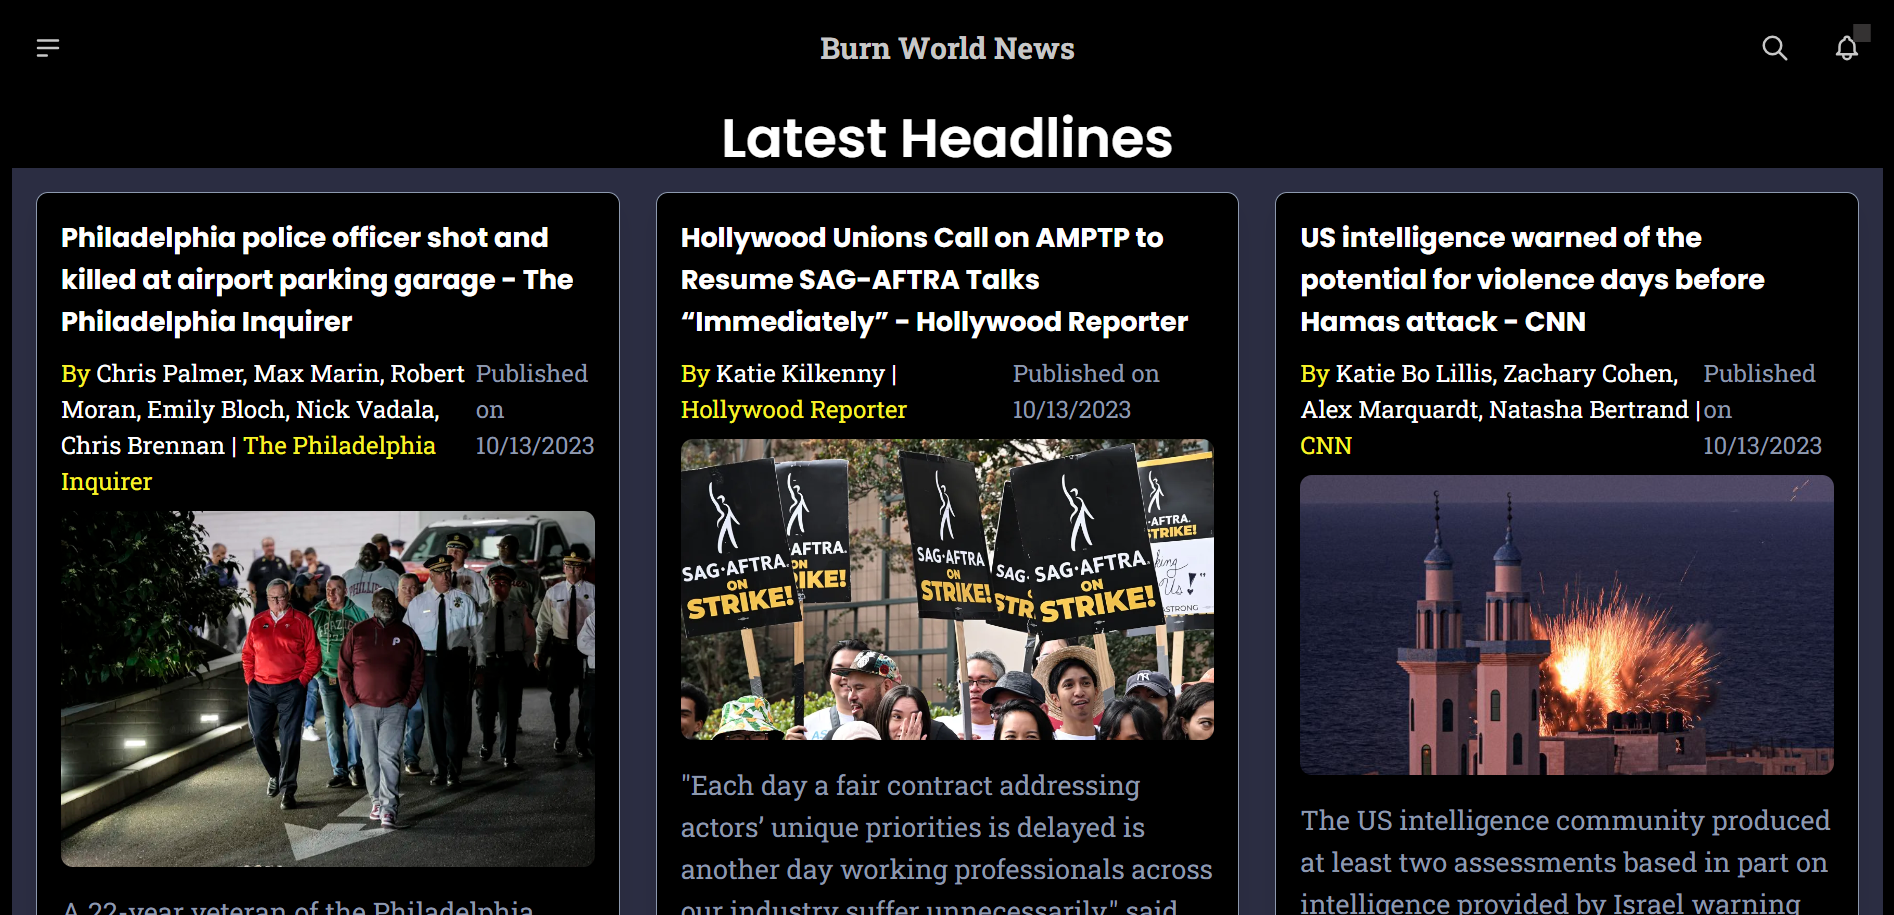 Burn World News
Latest Headlines
Philadelphia police officer shot and
killed at airport parking garage - The
Philadelphia Inquirer
By Chris Palmer, Max Marin, Robert
Moran, Emily Bloch, Nick Vadala,
Chris Brennan | The Philadelphia
Inquirer
Published
on
10/13/2023
A 22-year veteran of the Philadelphia
Hollywood Unions Call on AMPTP to
Resume SAG-AFTRA Talks
“Immediately” - Hollywood Reporter
By Katie Kilkenny |
Hollywood Reporter
Published on
10/13/2023
SAG·AFTRA.
ON
STRIKE!
AFTRA.
ON
IKE!
SAG·AFTRA
ON
STRIKE!
SAG·
STR
SAG·AFTRA.
ON
STRIKE!
AFTRA.
TRIKE!
king
Us!"
ASTRONG
"Each day a fair contract addressing
actors’ unique priorities is delayed is
another day working professionals across
our industry suffer unnecessarily," said
US intelligence warned of the
potential for violence days before
Hamas attack - CNN
By Katie Bo Lillis, Zachary Cohen,
Alex Marquardt, Natasha Bertrand |
CNN
Published
on
10/13/2023
The US intelligence community produced
at least two assessments based in part on
intelligence provided by Israel warning